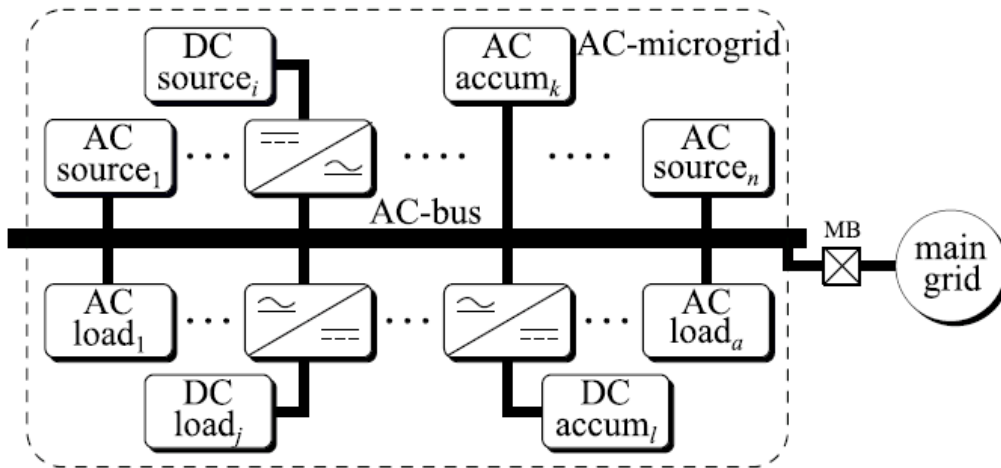 DC
source_i
AC
accum_k
AC-microgrid
AC
source_1
AC
source_n
AC-bus
MB
main
grid
AC
load_1
AC
load_a
DC
load_j
DC
accum_l